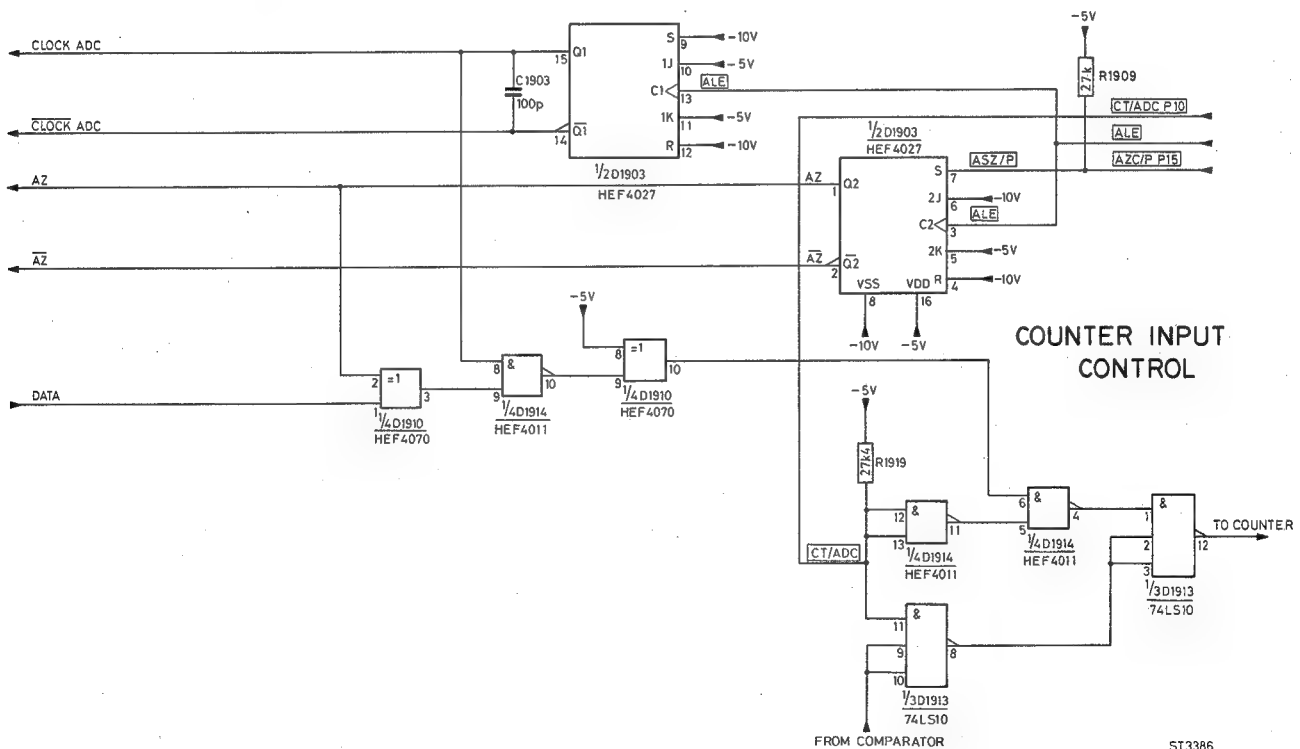 CLOCK ADC
15 Q1
C1903
100p
CLOCK ADC
14 Q1
S 9 -10V
1J 10 -5V
C1 13 ALE
1K 11 -5V
R 12 -10V
1/2 D1903
HEF4027
-5V
27k R1909
CT/ADC P10
ALE
AZC/P P15
1/2 D1903
HEF4027
AZ
AZ 1 Q2
S 7 ASZ/P
2J 6 -10V
C2 3 ALE
2K 5 -5V
R 4 -10V
AZ
AZ 2 Q2
VSS VDD
8 16
-10V -5V
COUNTER INPUT
CONTROL
-5V
8 =1 10
9
1/4 D1910
HEF4070
8 & 10
9
1/4 D1914
HEF4011
2 =1 3
1
1/4 D1910
HEF4070
DATA
-5V
27k4 R1919
12 & 11
13
1/4 D1914
HEF4011
6 & 4
5
1/4 D1914
HEF4011
1 & 12
2
3
1/3 D1913
74LS10
TO COUNTER
CT/ADC
11 & 8
9
10
1/3 D1913
74LS10
FROM COMPARATOR
ST3386